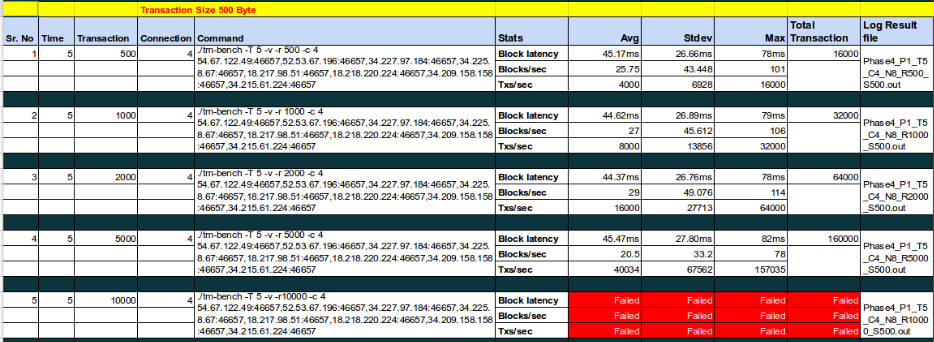 Transaction Size 500 Byte
Sr. No Time Transaction Connection Command Stats Avg Stdev Max Total Transaction Log Result file
1 5 500 4 ./tm-bench -T 5 -v -r 500 -c 4
54.67.122.49:46657,52.53.67.196:46657,34.227.97.184:46657,34.225.
8.67:46657,18.217.98.51:46657,18.218.220.224:46657,34.209.158.158
:46657,34.215.61.224:46657
Block latency 45.17ms 26.66ms 78ms 16000
Blocks/sec 25.75 43.448 101
Txs/sec 4000 6928 16000
Phase4_P1_T5
_C4_N8_R500_
S500.out
2 5 1000 4 ./tm-bench -T 5 -v -r 1000 -c 4
54.67.122.49:46657,52.53.67.196:46657,34.227.97.184:46657,34.225.
8.67:46657,18.217.98.51:46657,18.218.220.224:46657,34.209.158.158
:46657,34.215.61.224:46657
Block latency 44.62ms 26.89ms 79ms 32000
Blocks/sec 27 45.612 106
Txs/sec 8000 13856 32000
Phase4_P1_T5
_C4_N8_R1000
_S500.out
3 5 2000 4 ./tm-bench -T 5 -v -r 2000 -c 4
54.67.122.49:46657,52.53.67.196:46657,34.227.97.184:46657,34.225.
8.67:46657,18.217.98.51:46657,18.218.220.224:46657,34.209.158.158
:46657,34.215.61.224:46657
Block latency 44.37ms 26.76ms 78ms 64000
Blocks/sec 29 49.076 114
Txs/sec 16000 27713 64000
Phase4_P1_T5
_C4_N8_R2000
_S500.out
4 5 5000 4 ./tm-bench -T 5 -v -r 5000 -c 4
54.67.122.49:46657,52.53.67.196:46657,34.227.97.184:46657,34.225.
8.67:46657,18.217.98.51:46657,18.218.220.224:46657,34.209.158.158
:46657,34.215.61.224:46657
Block latency 45.47ms 27.80ms 82ms 160000
Blocks/sec 20.5 33.2 78
Txs/sec 40034 67562 157035
Phase4_P1_T5
_C4_N8_R5000
_S500.out
5 5 10000 4 ./tm-bench -T 5 -v -r10000 -c 4
54.67.122.49:46657,52.53.67.196:46657,34.227.97.184:46657,34.225.
8.67:46657,18.217.98.51:46657,18.218.220.224:46657,34.209.158.158
:46657,34.215.61.224:46657
Block latency Failed Failed Failed Failed
Blocks/sec Failed Failed Failed Failed
Txs/sec Failed Failed Failed Failed
Phase4_P1_T5
_C4_N8_R1000
0_S500.out